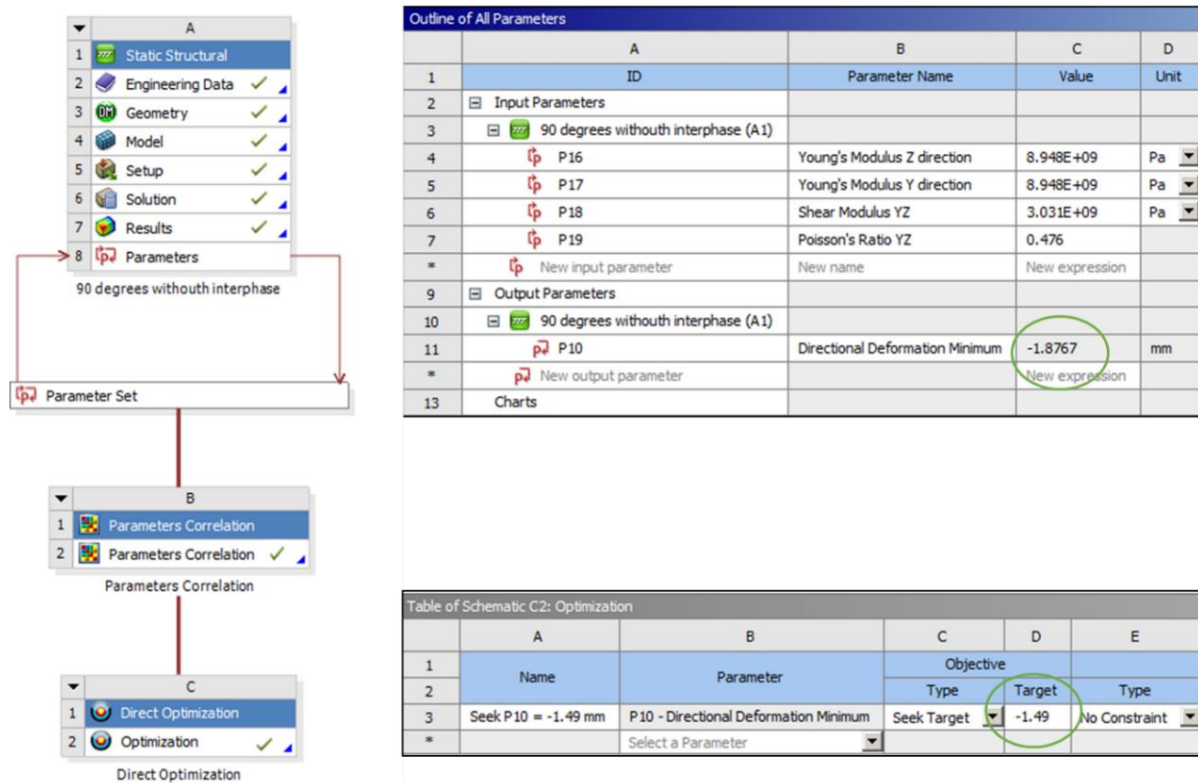 A
1 Static Structural
2 Engineering Data
3 Geometry
4 Model
5 Setup
6 Solution
7 Results
8 Parameters
90 degrees withouth interphase
Parameter Set
B
1 Parameters Correlation
2 Parameters Correlation
Parameters Correlation
C
1 Direct Optimization
2 Optimization
Direct Optimization
Outline of All Parameters
A B C D
1 ID Parameter Name Value Unit
2 Input Parameters
3 90 degrees withouth interphase (A1)
4 P16 Young's Modulus Z direction 8.948E+09 Pa
5 P17 Young's Modulus Y direction 8.948E+09 Pa
6 P18 Shear Modulus YZ 3.031E+09 Pa
7 P19 Poisson's Ratio YZ 0.476
* New input parameter New name New expression
9 Output Parameters
10 90 degrees withouth interphase (A1)
11 P10 Directional Deformation Minimum -1.8767 mm
* New output parameter New expression
13 Charts
Table of Schematic C2: Optimization
A B C D E
1 Name Parameter Objective
2 Type Target Type
3 Seek P10 = -1.49 mm P10 - Directional Deformation Minimum Seek Target -1.49 No Constraint
* Select a Parameter